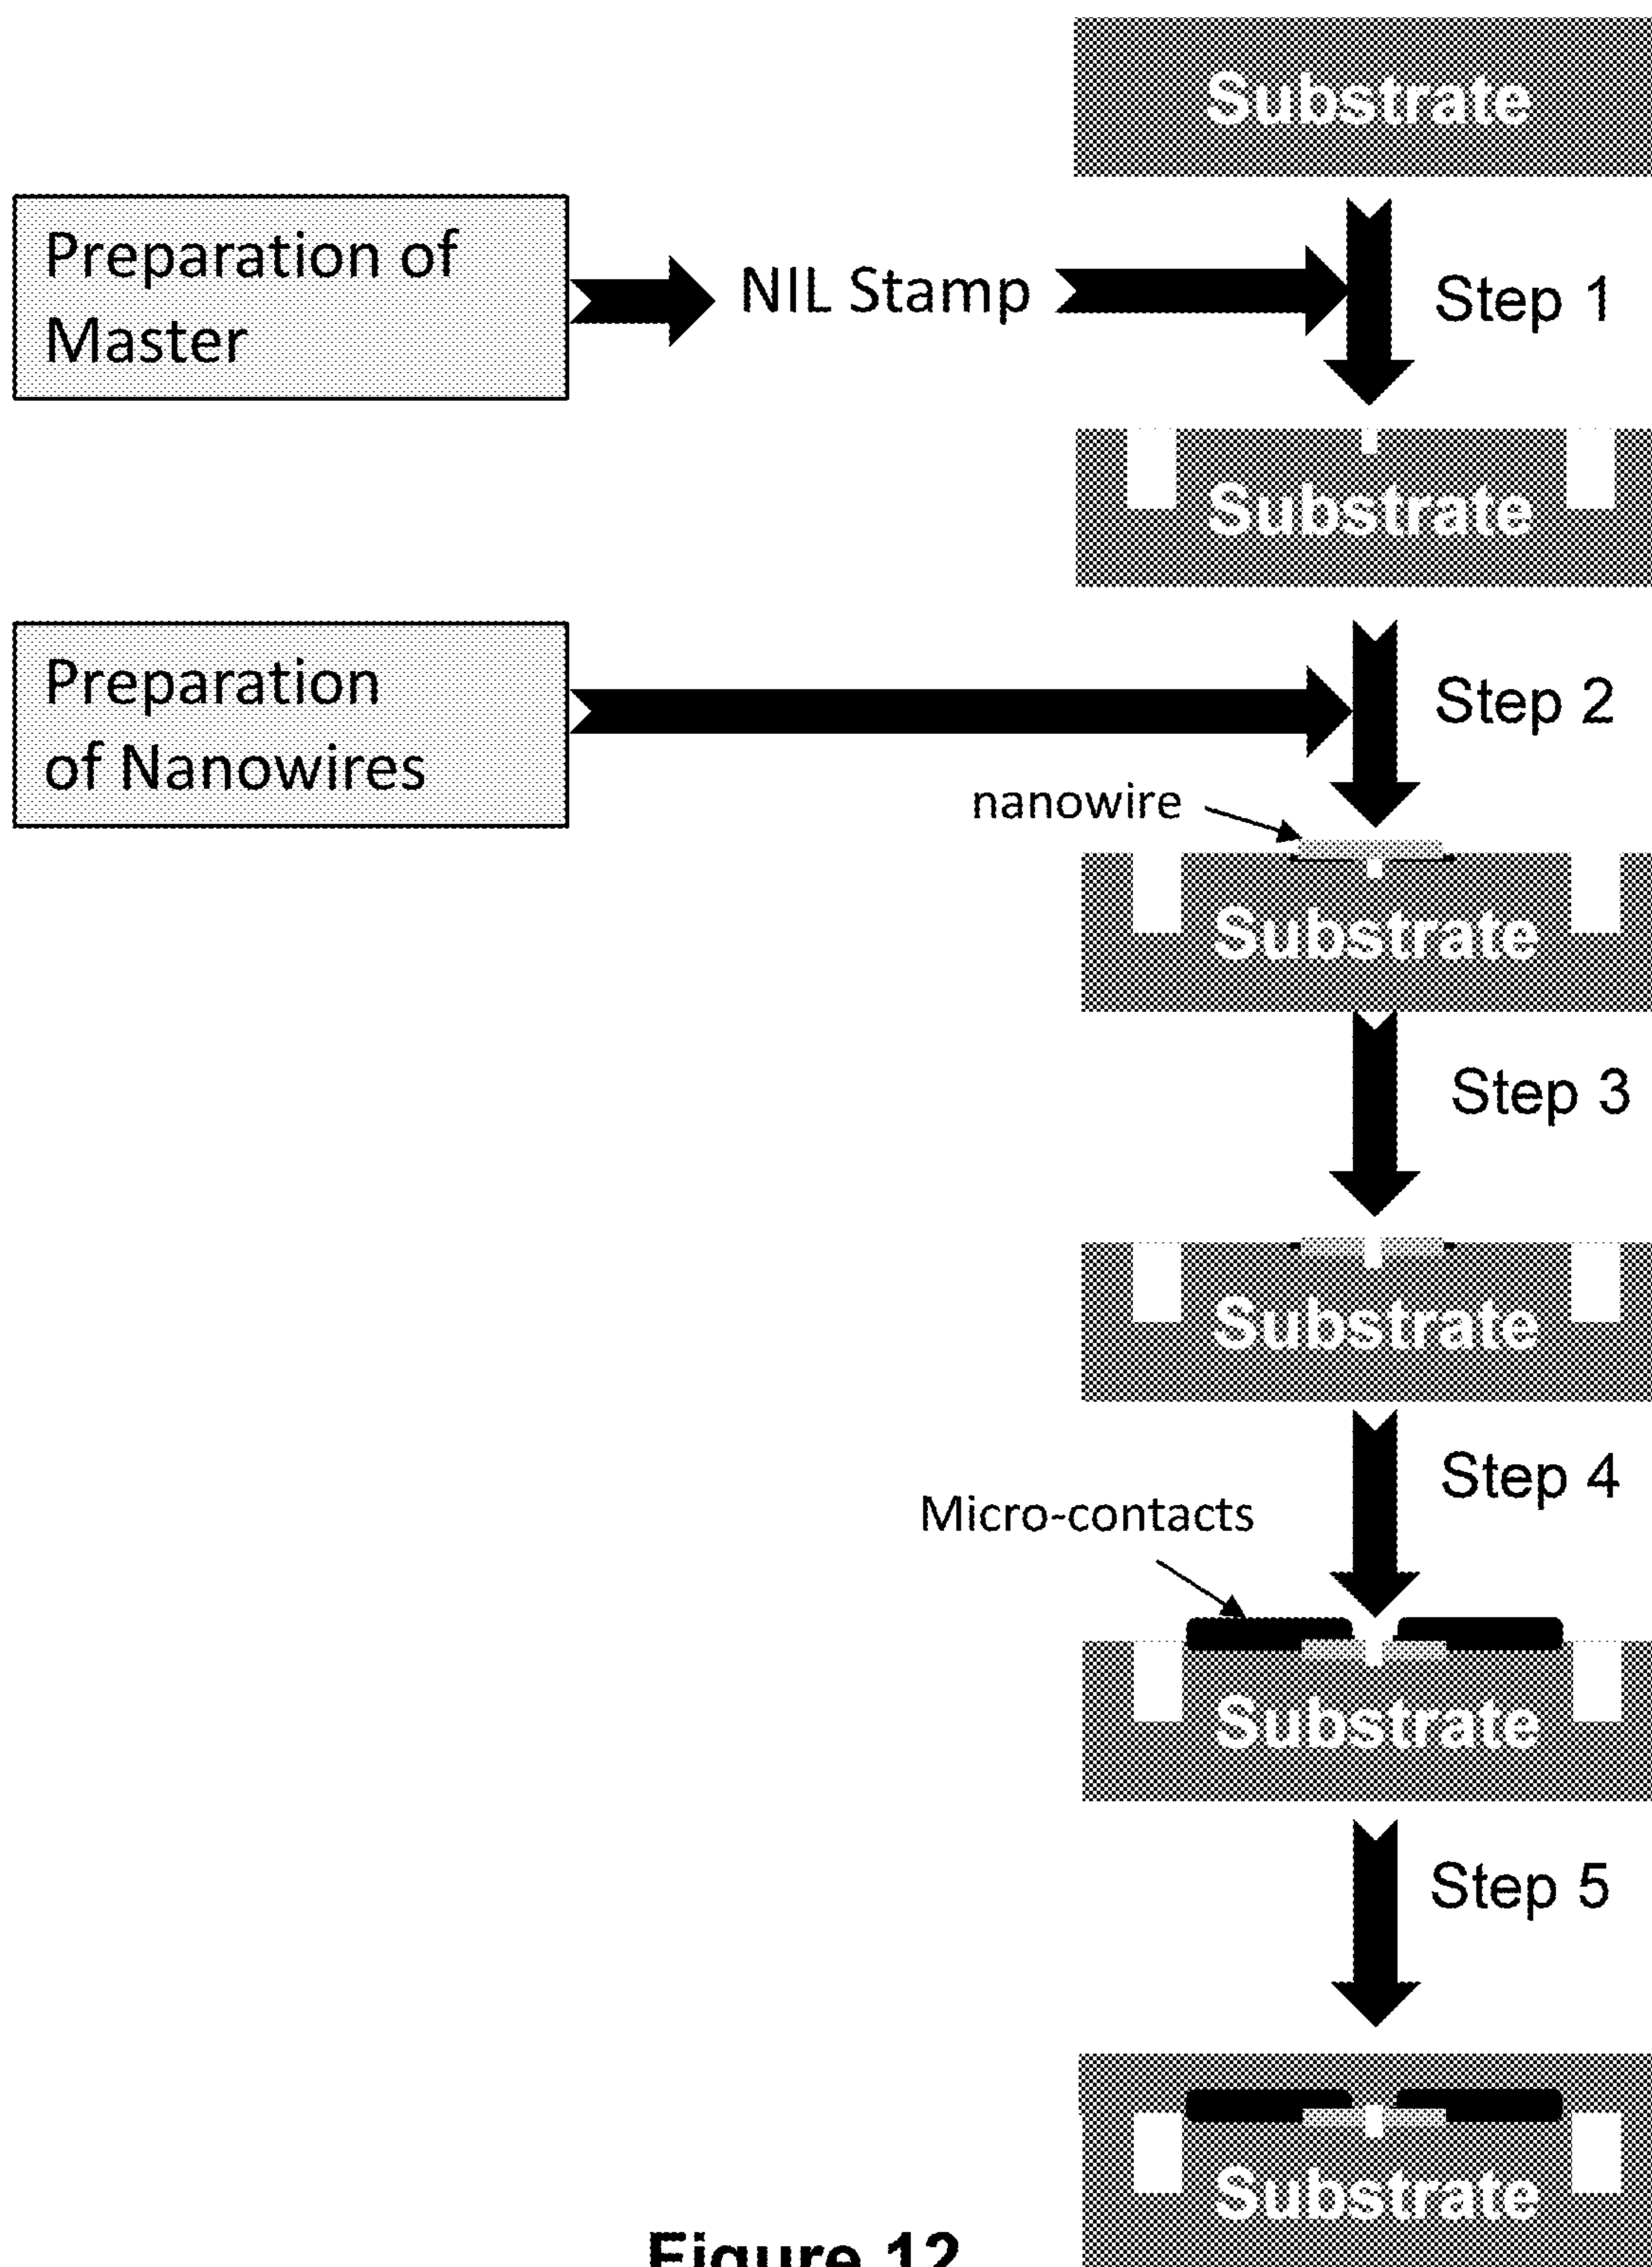 Substrate
Preparation of
Master
NIL Stamp
Step 1
Substrate
Preparation
of Nanowires
Step 2
nanowire
Substrate
Step 3
Substrate
Step 4
Micro-contacts
Substrate
Step 5
Substrate
Figure 12